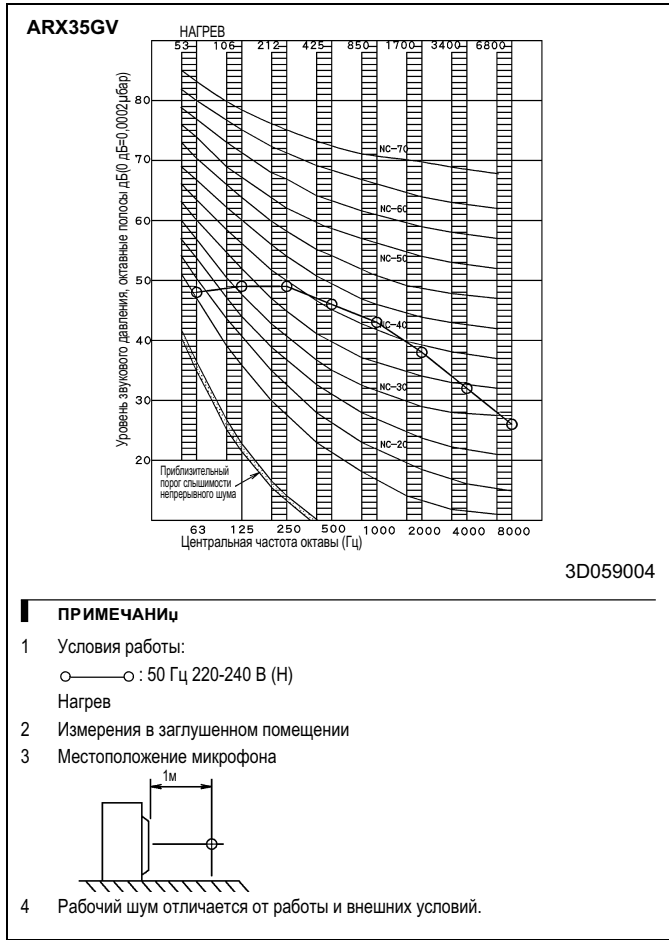 ARX35GV
НАГРЕВ
53 106 212 425 850 1700 3400 6800
Уровень звукового давления, октавные полосы дБ(0 дБ=0,0002μбар)
80
70
60
50
40
30
20
NC-70
NC-60
NC-50
NC-40
NC-30
NC-20
Приблизительный
порог слышимости
непрерывного шума
63 125 250 500 1000 2000 4000 8000
Центральная частота октавы (Гц)
3D059004
ПРИМЕЧАНИμ
1 Условия работы:
: 50 Гц 220-240 В (H)
Нагрев
2 Измерения в заглушенном помещении
3 Местоположение микрофона
1м
4 Рабочий шум отличается от работы и внешних условий.